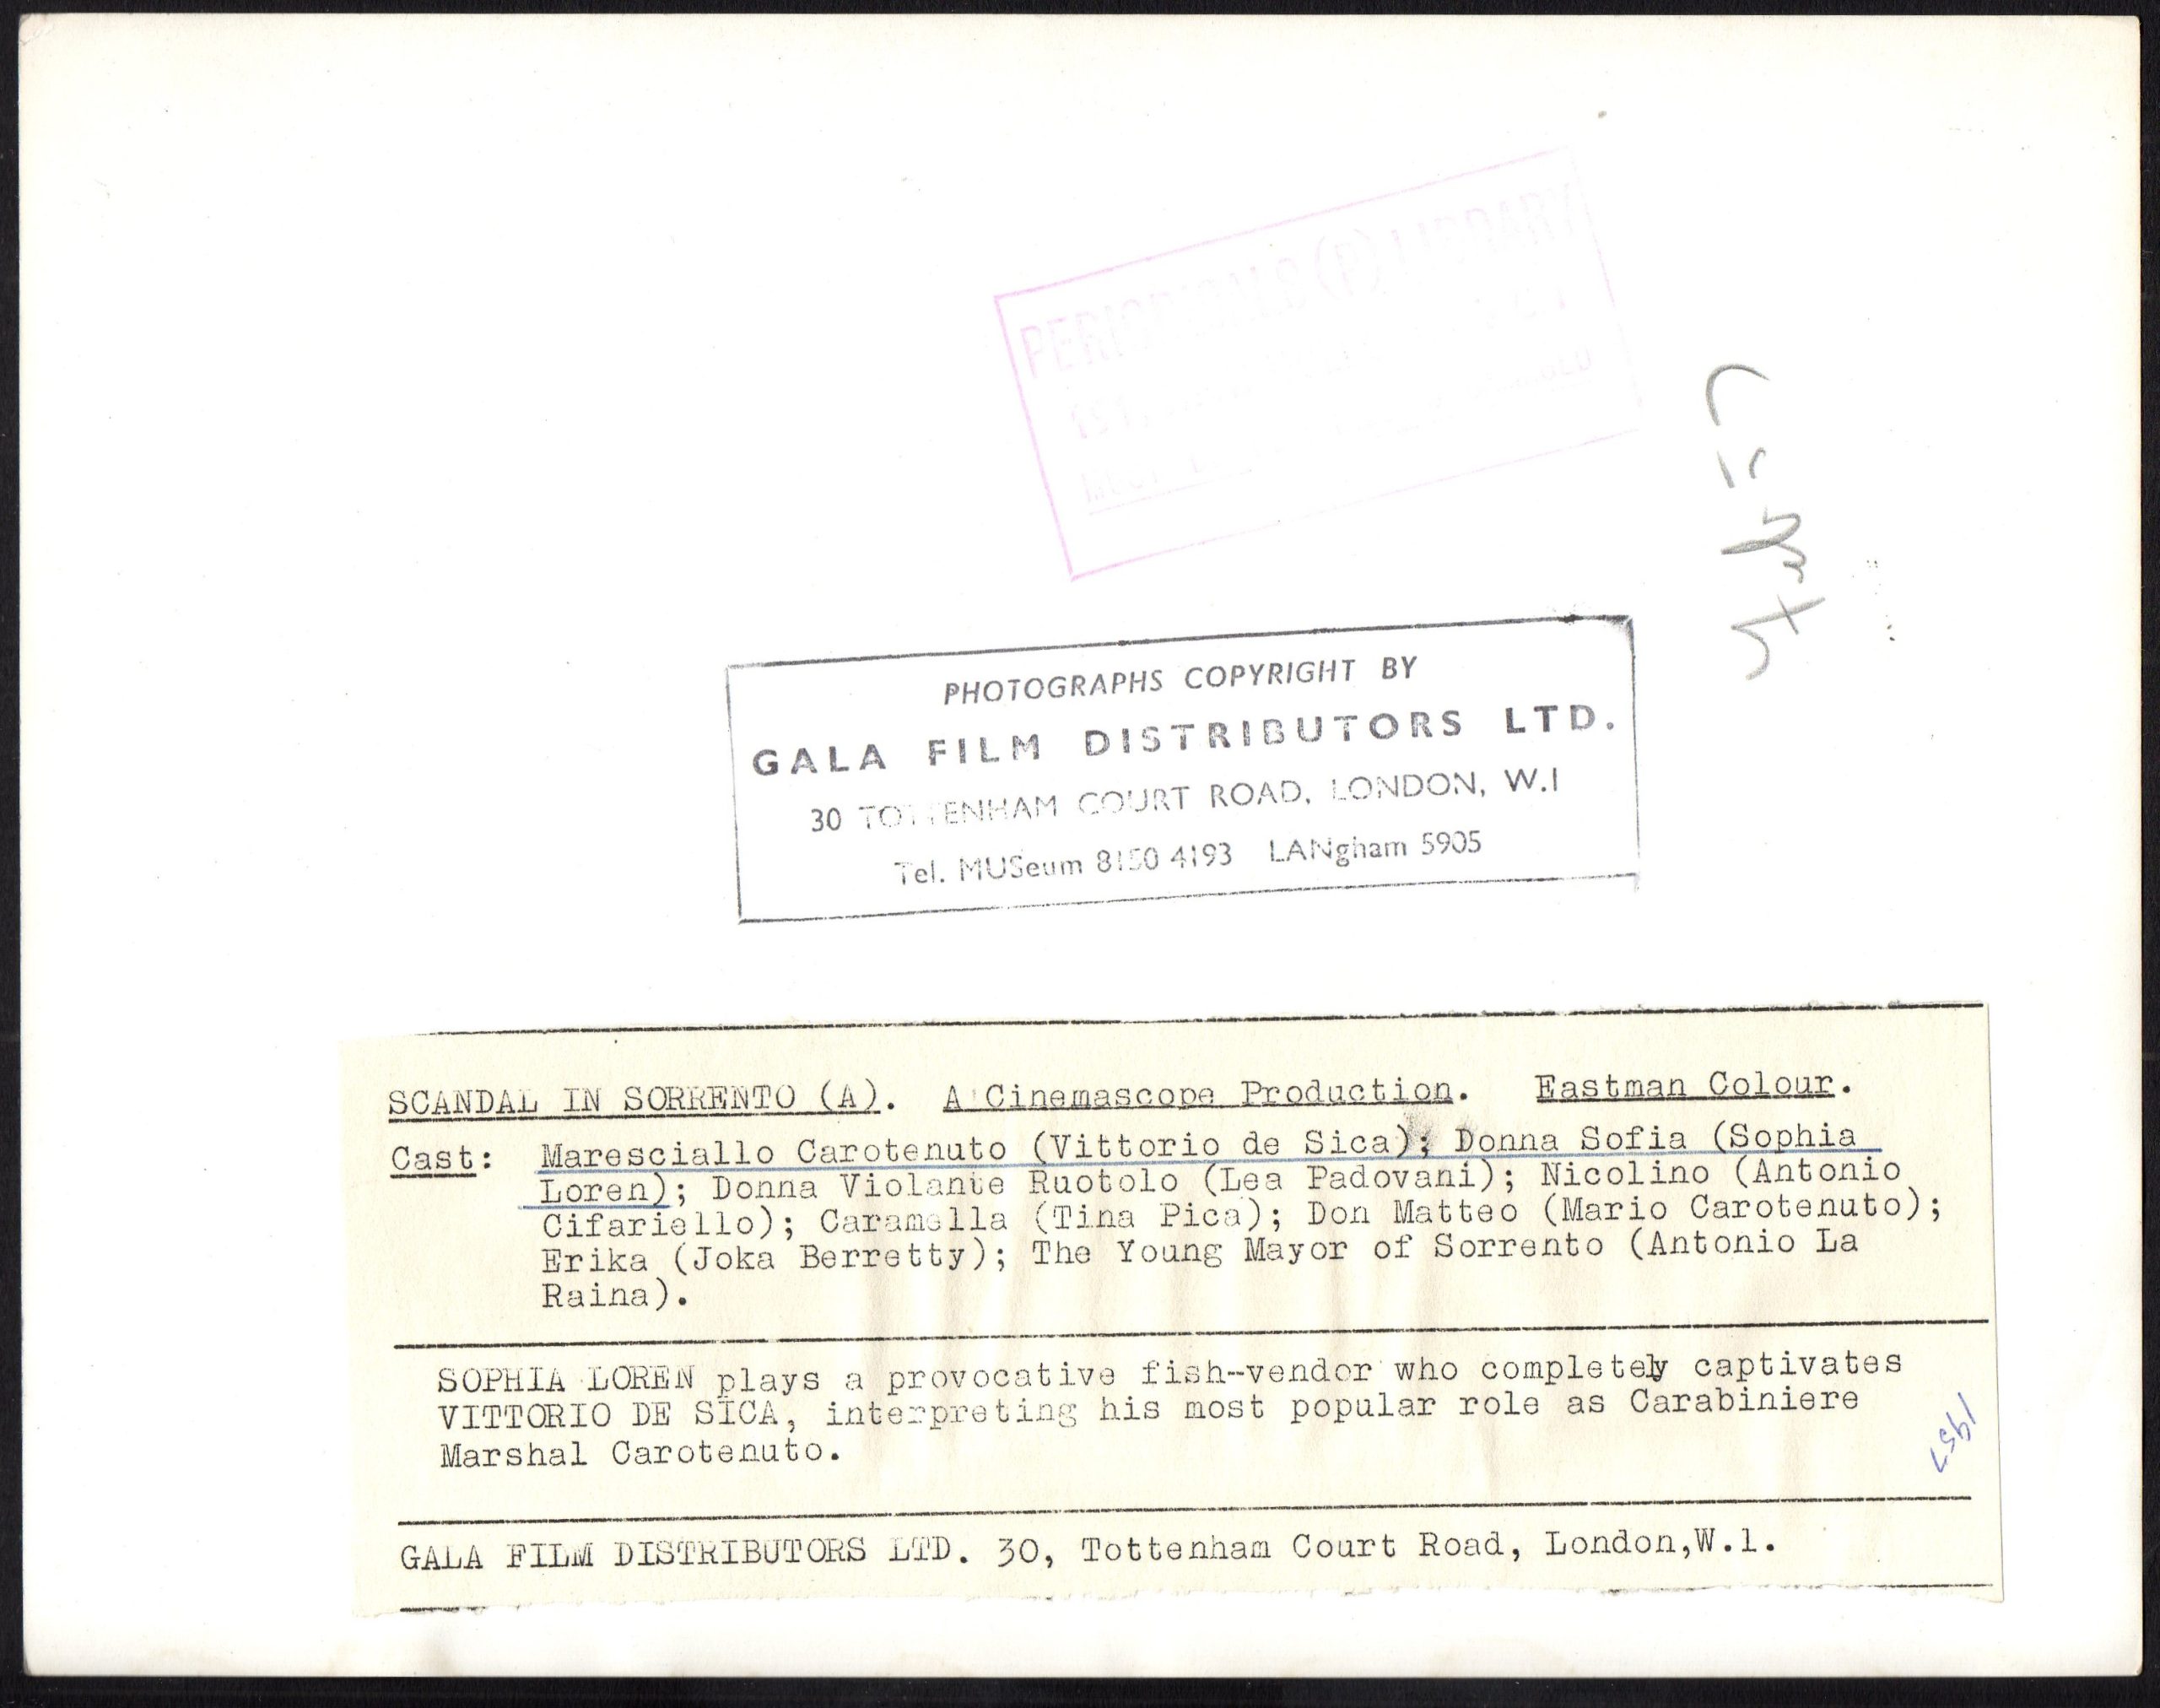 PERIODICALS (P) LIBRARY
PHOTOGRAPHS COPYRIGHT BY
GALA FILM DISTRIBUTORS LTD.
30 TOTTENHAM COURT ROAD, LONDON, W.1
Tel. MUSeum 8150 4193 LANgham 5905
Feb 57
SCANDAL IN SORRENTO (A). A Cinemascope Production. Eastman Colour.
Cast: Maresciallo Carotenuto (Vittorio de Sica); Donna Sofia (Sophia
Loren); Donna Violante Ruotolo (Lea Padovani); Nicolino (Antonio
Cifariello); Caramella (Tina Pica); Don Matteo (Mario Carotenuto);
Erika (Joka Berretty); The Young Mayor of Sorrento (Antonio La
Raina).
SOPHIA LOREN plays a provocative fish-vendor who completely captivates
VITTORIO DE SICA, interpreting his most popular role as Carabiniere
Marshal Carotenuto.
1957
GALA FILM DISTRIBUTORS LTD. 30, Tottenham Court Road, London,W.1.